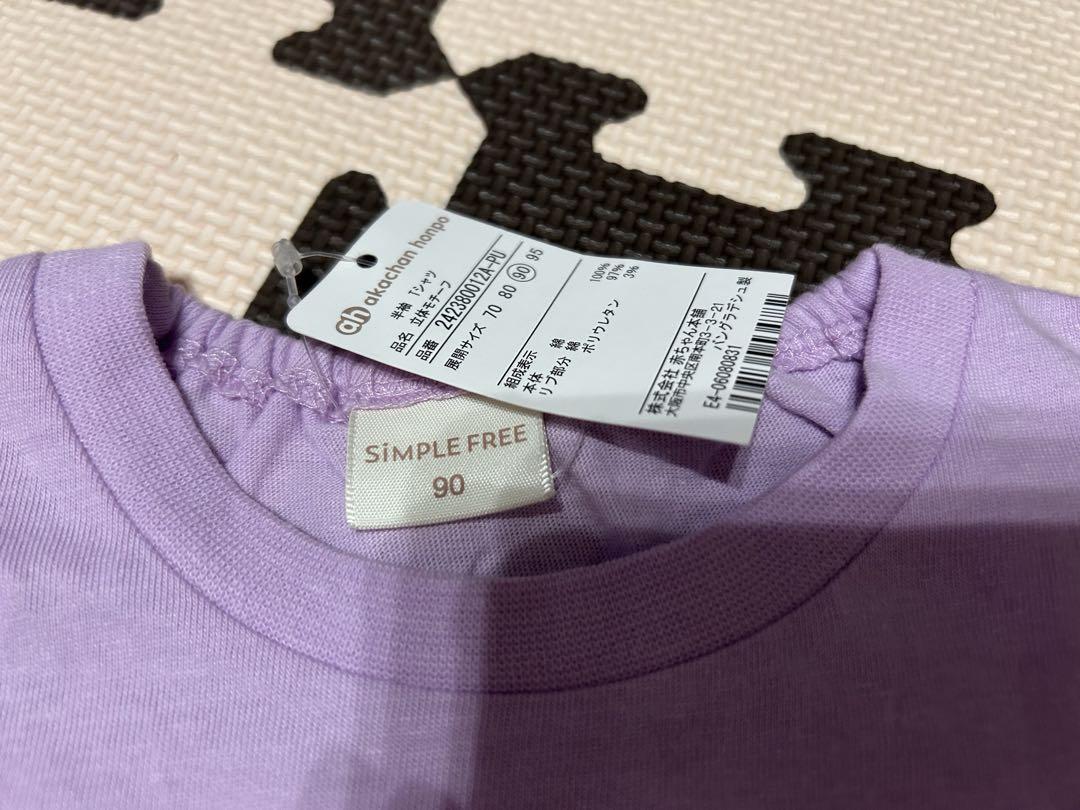 ah akachan honpo
半袖 Tシャツ
品名 立体モチーフ
品番 242380012A-PU
展開サイズ 70 80 90 95
組成表示
本体 綿 100%
リブ部分 綿 97%
ポリウレタン 3%
株式会社 赤ちゃん本舗
大阪市中央区南本町3-3-21
バングラデシュ製
E4-06080831
SiMPLE FREE
90